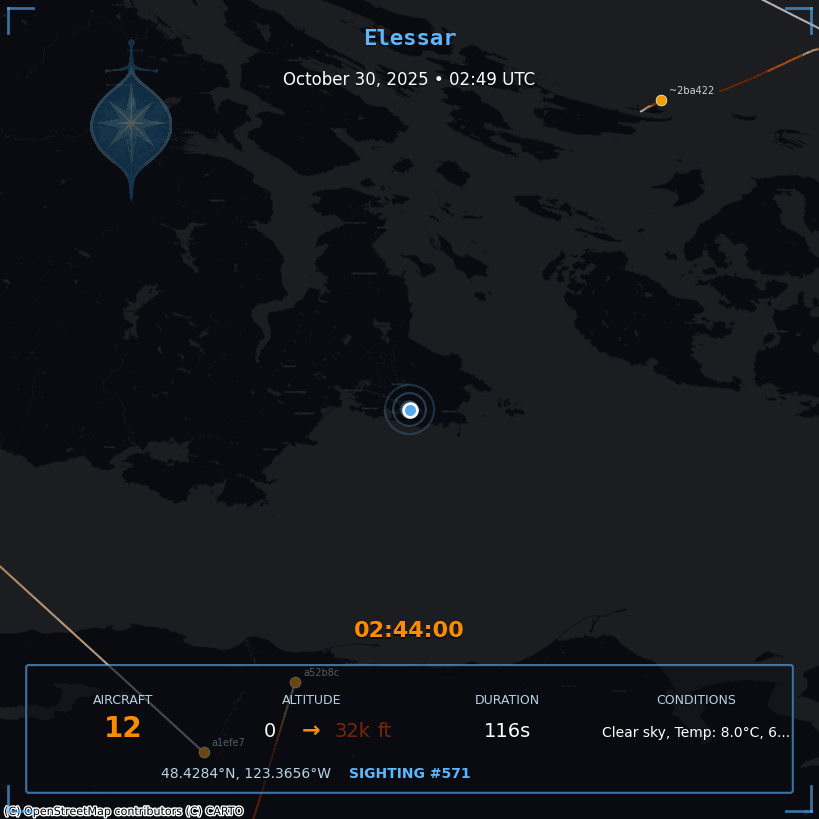 Elessar
October 30, 2025 • 02:49 UTC
~2ba422
02:44:00
a52b8c
AIRCRAFT ALTITUDE DURATION CONDITIONS
12 0 → 32k ft 116s Clear sky, Temp: 8.0°C, 6...
a1efe7
48.4284°N, 123.3656°W SIGHTING #571
(C) OpenStreetMap contributors (C) CARTO